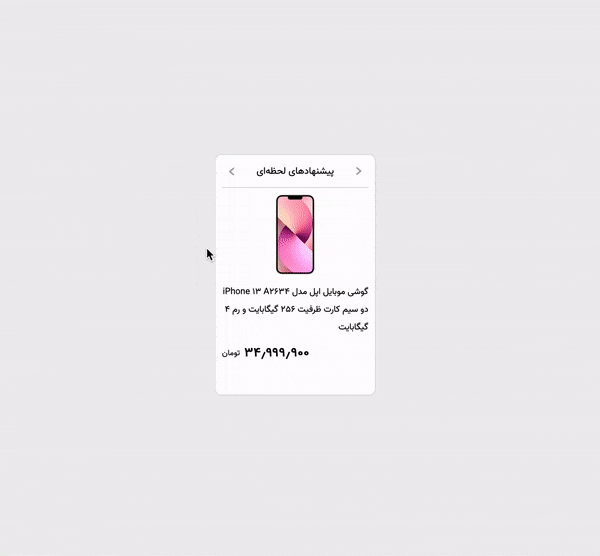 پیشنهادهای لحظه‌ای
گوشی موبایل اپل مدل iPhone ۱۳ A۲۶۳۴
دو سیم کارت ظرفیت ۲۵۶ گیگابایت و رم ۴
گیگابایت
۳۴٫۹۹۹٫۹۰۰ تومان